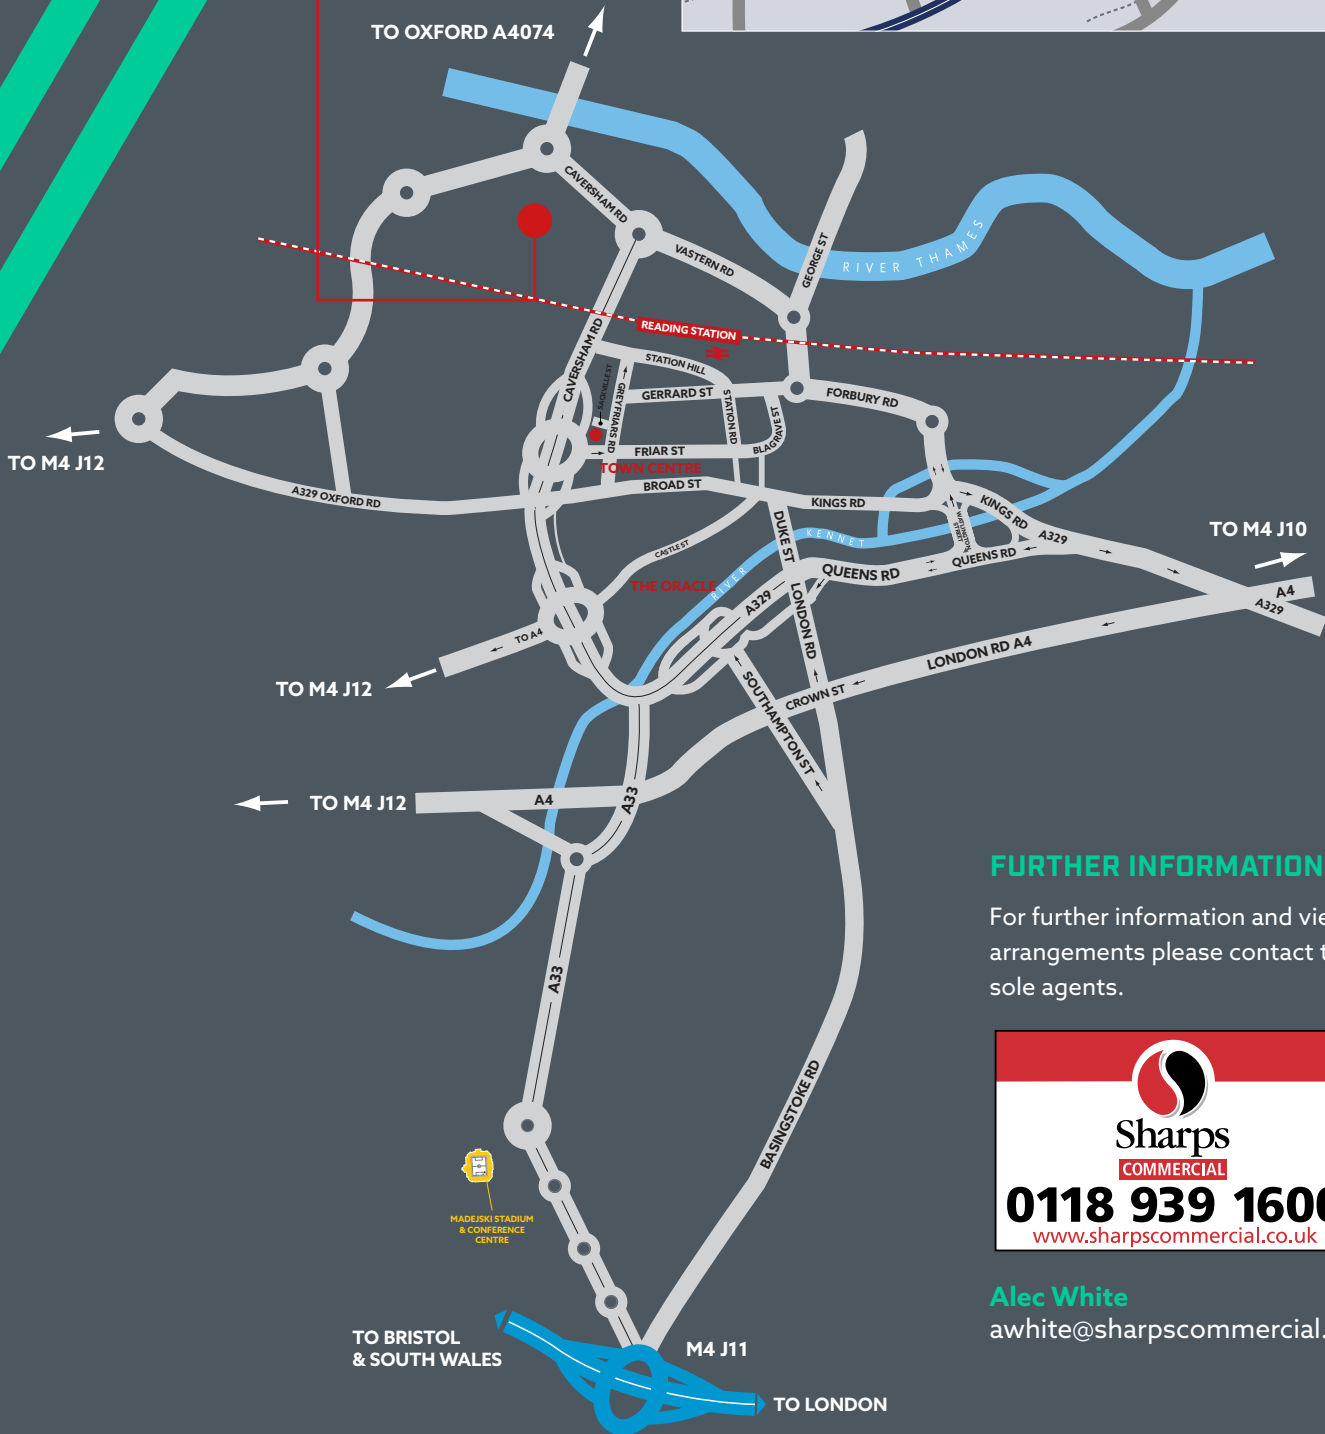 TO OXFORD A4074
CAVERSHAM RD
VASTERN RD
GEORGE ST
RIVER THAMES
READING STATION
CAVERSHAM RD
STATION HILL
SACKVILLE ST
GREYFRIARS RD
GERRARD ST
STATION RD
BLAGRAVE ST
FORBURY RD
FRIAR ST
TOWN CENTRE
BROAD ST
TO M4 J12
A329 OXFORD RD
KINGS RD
KINGS RD
A329
WATLINGTON
STREET
TO M4 J10
A4
A329
DUKE ST
KENNET
CASTLE ST
QUEENS RD
QUEENS RD
THE ORACLE
RIVER
A329
LONDON RD
TO A4
TO M4 J12
LONDON RD A4
CROWN ST
SOUTHAMPTON ST
TO M4 J12
A4
A33
A33
BASINGSTOKE RD
MADEJSKI STADIUM
& CONFERENCE
CENTRE
TO BRISTOL
& SOUTH WALES
M4 J11
TO LONDON
FURTHER INFORMATION
For further information and
arrangements please contact
sole agents.
Sharps
COMMERCIAL
0118 939 1600
www.sharpscommercial.co.uk
Alec White
awhite@sharpscommercial.